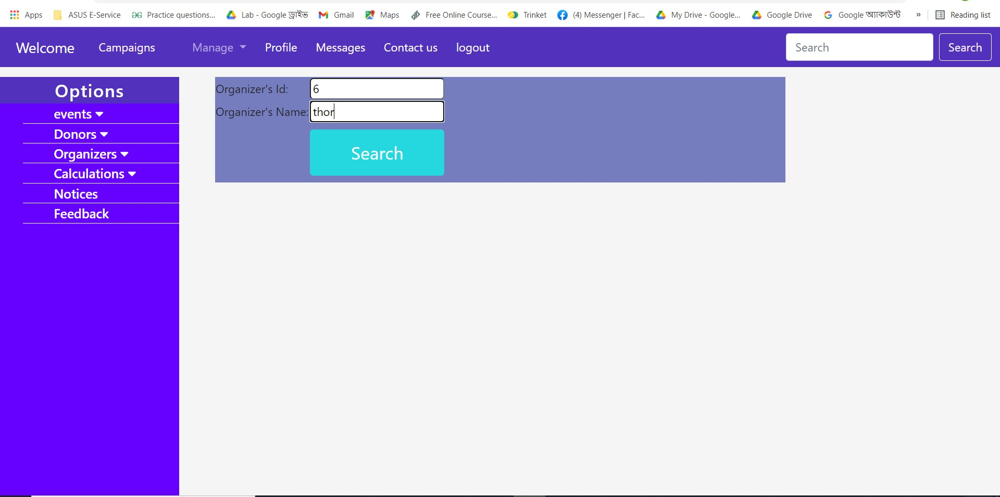 Apps ASUS E-Service Practice questions... Lab - Google ড্রাইভ Gmail Maps Free Online Course... Trinket (4) Messenger | Fac... My Drive - Google... Google Drive Google অ্যাকাউন্ট » Reading list
Welcome Campaigns Manage Profile Messages Contact us logout Search Search
Options
events
Donors
Organizers
Calculations
Notices
Feedback
Organizer's Id: 6
Organizer's Name: thor
Search